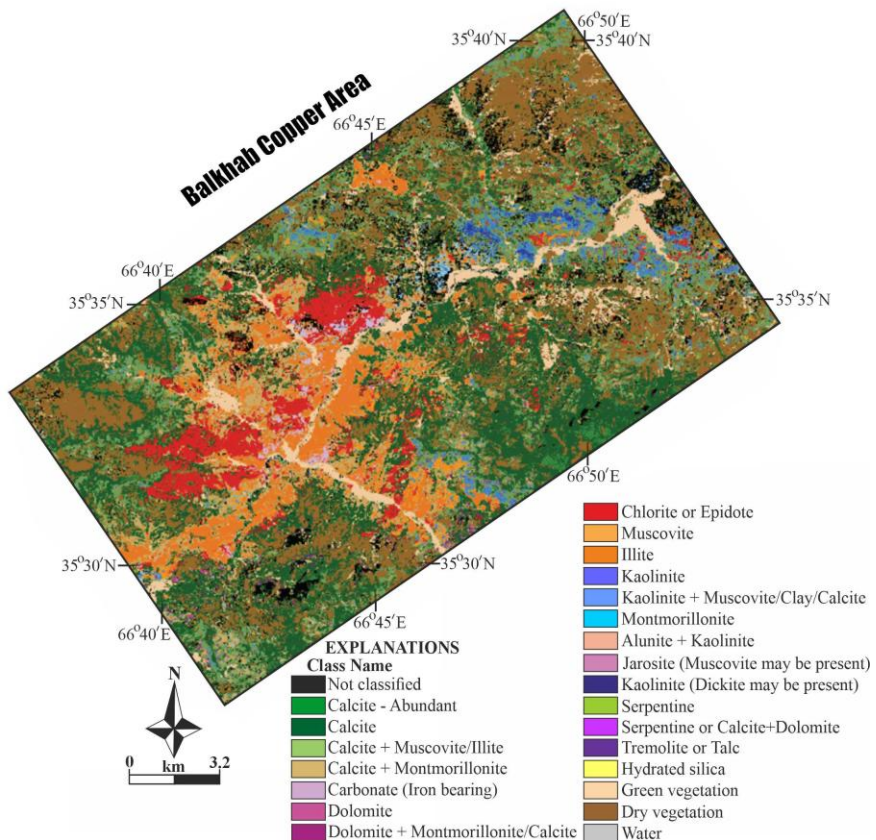 66°50′E
35°40′N
35°40′N
Balkhab Copper Area
66°45′E
66°40′E
35°35′N
35°35′N
66°50′E
35°30′N
35°30′N
66°40′E
66°45′E
EXPLANATIONS
Class Name
Not classified
Calcite - Abundant
Calcite
Calcite + Muscovite/Illite
Calcite + Montmorillonite
Carbonate (Iron bearing)
Dolomite
Dolomite + Montmorillonite/Calcite
Chlorite or Epidote
Muscovite
Illite
Kaolinite
Kaolinite + Muscovite/Clay/Calcite
Montmorillonite
Alunite + Kaolinite
Jarosite (Muscovite may be present)
Kaolinite (Dickite may be present)
Serpentine
Serpentine or Calcite+Dolomite
Tremolite or Talc
Hydrated silica
Green vegetation
Dry vegetation
Water
N
0 km 3.2